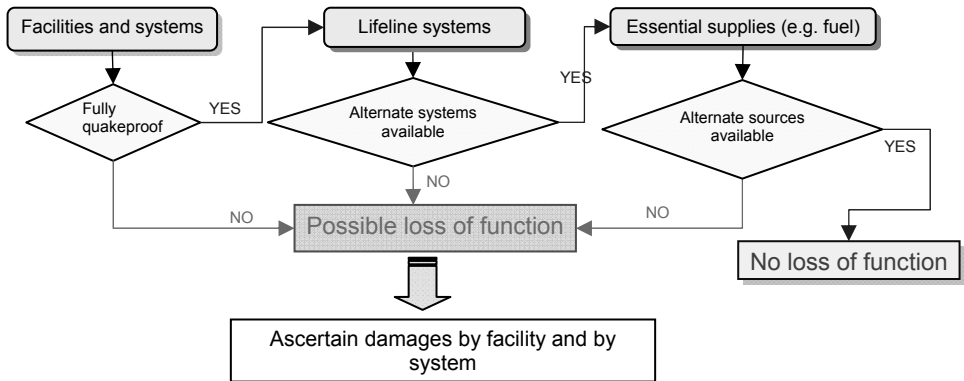 Facilities and systems
Lifeline systems
Essential supplies (e.g. fuel)
Fully
quakeproof
YES
Alternate systems
available
YES
Alternate sources
available
YES
NO
NO
NO
Possible loss of function
No loss of function
Ascertain damages by facility and by
system